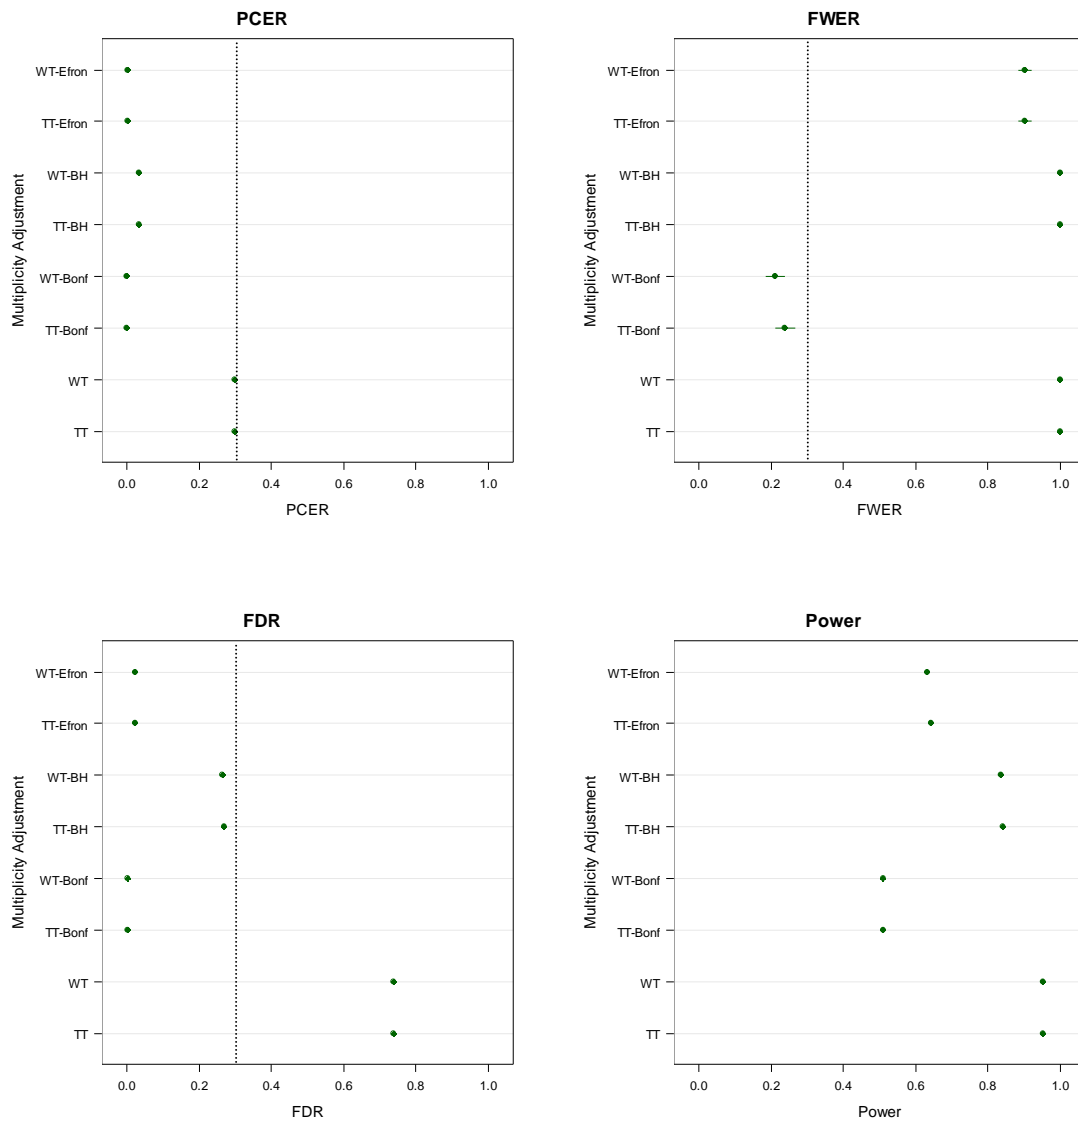 PCER
Multiplicity Adjustment
WT-Efron
TT-Efron
WT-BH
TT-BH
WT-Bonf
TT-Bonf
WT
TT
0.0 0.2 0.4 0.6 0.8 1.0
PCER
FWER
Multiplicity Adjustment
WT-Efron
TT-Efron
WT-BH
TT-BH
WT-Bonf
TT-Bonf
WT
TT
0.0 0.2 0.4 0.6 0.8 1.0
FWER
FDR
Multiplicity Adjustment
WT-Efron
TT-Efron
WT-BH
TT-BH
WT-Bonf
TT-Bonf
WT
TT
0.0 0.2 0.4 0.6 0.8 1.0
FDR
Power
Multiplicity Adjustment
WT-Efron
TT-Efron
WT-BH
TT-BH
WT-Bonf
TT-Bonf
WT
TT
0.0 0.2 0.4 0.6 0.8 1.0
Power